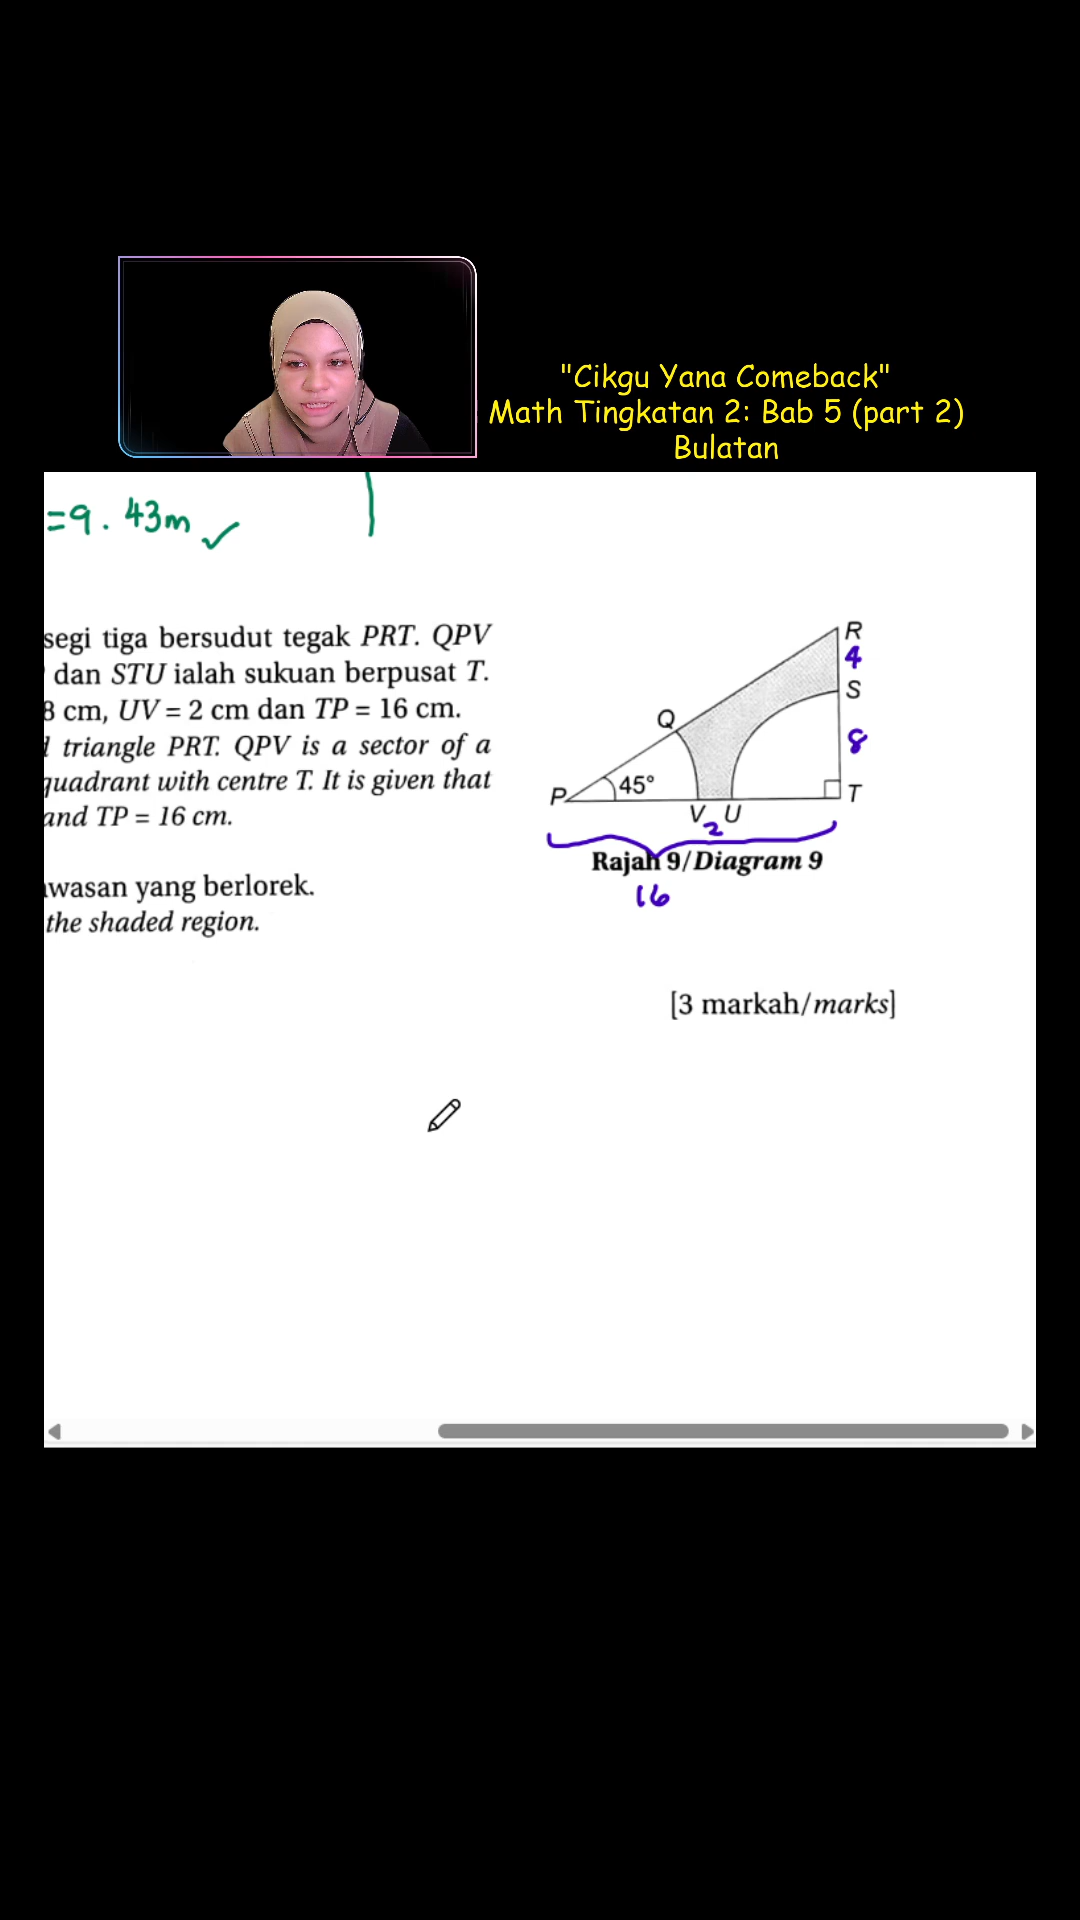 "Cikgu Yana Comeback"
Math Tingkatan 2: Bab 5 (part 2)
Bulatan
=9.43m
segi tiga bersudut tegak PRT. QPV
dan STU ialah sukuan berpusat T.
8 cm, UV = 2 cm dan TP = 16 cm.
triangle PRT. QPV is a sector of a
quadrant with centre T. It is given that
and TP = 16 cm.
wasan yang berlorek.
the shaded region.
R
4
S
Q
8
P 45° T
V U
2
Rajah 9/Diagram 9
16
[3 markah/marks]